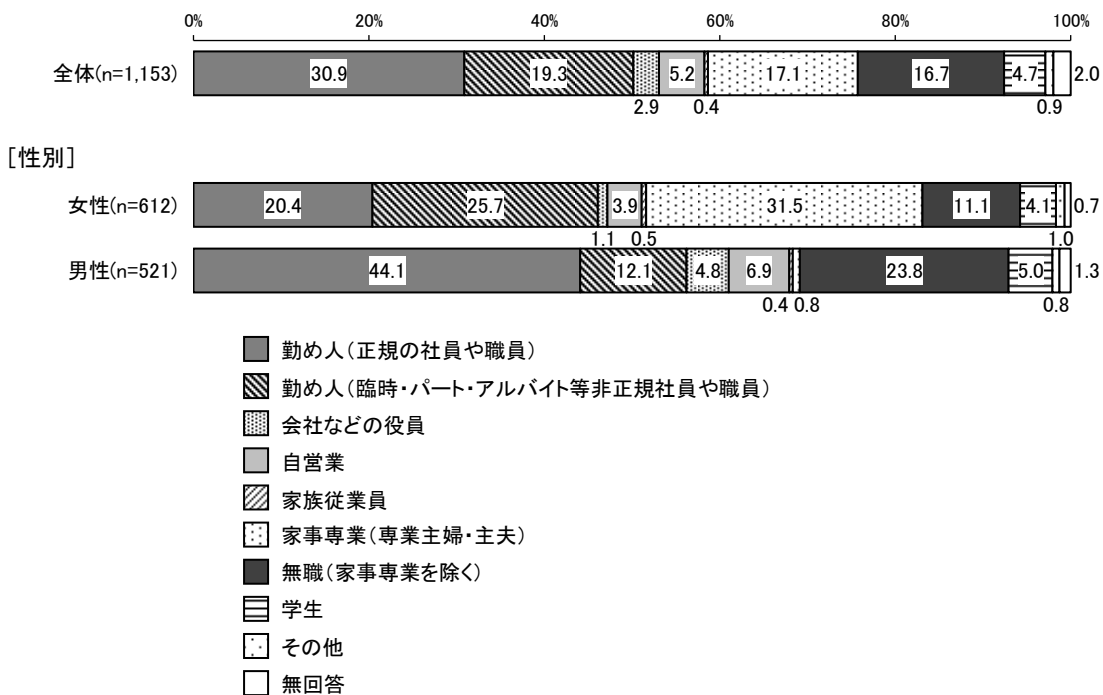 0% 20% 40% 60% 80% 100%
全体(n=1,153) 30.9 19.3 5.2 17.1 16.7 4.7 2.0
2.9 0.4 0.9
[性別]
女性(n=612) 20.4 25.7 3.9 31.5 11.1 4.1 0.7
1.1 0.5 1.0
男性(n=521) 44.1 12.1 4.8 6.9 23.8 5.0 1.3
0.4 0.8 0.8
勤め人(正規の社員や職員)
勤め人(臨時・パート・アルバイト等非正規社員や職員)
会社などの役員
自営業
家族従業員
家事専業(専業主婦・主夫)
無職(家事専業を除く)
学生
その他
無回答